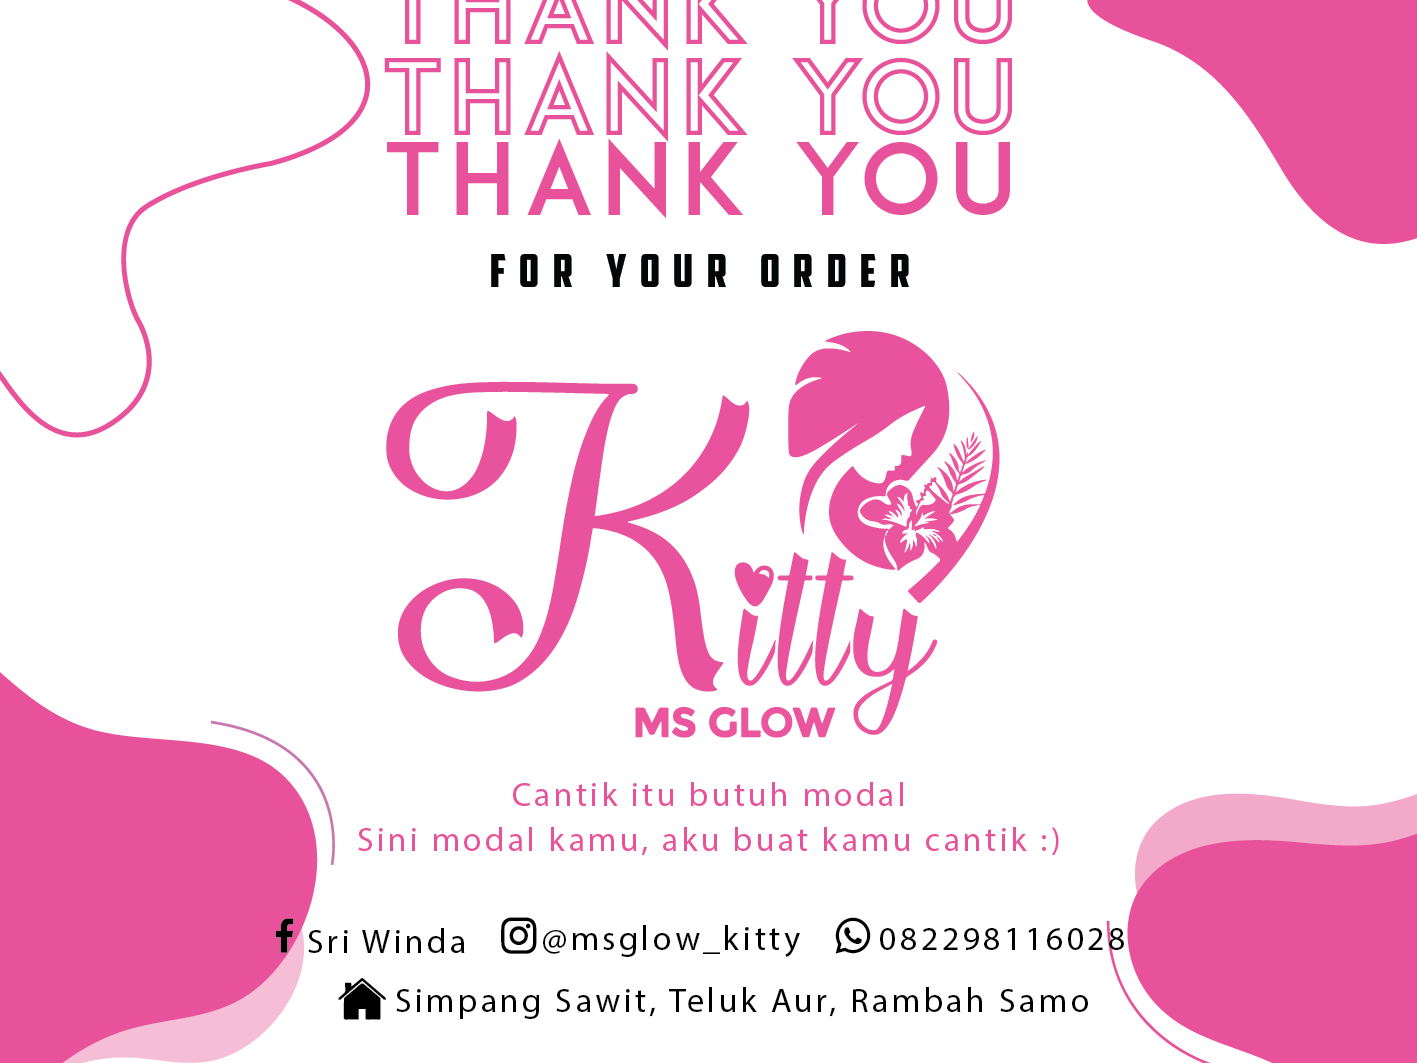 THANK YOU
THANK YOU
THANK YOU
FOR YOUR ORDER
Kitty
MS GLOW
Cantik itu butuh modal
Sini modal kamu, aku buat kamu cantik :)
Sri Winda @msglow_kitty 082298116028
Simpang Sawit, Teluk Aur, Rambah Samo